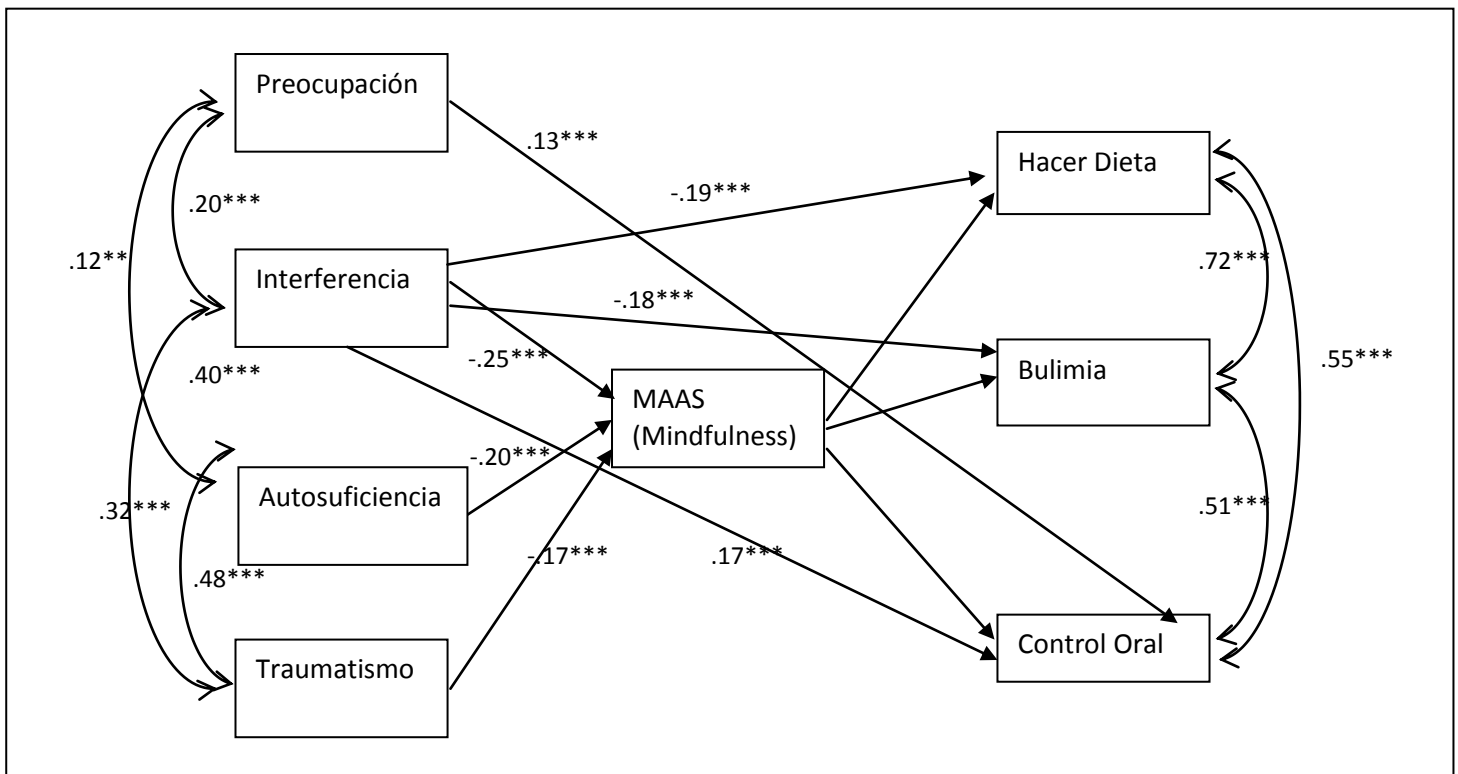 Preocupación
.13***
Hacer Dieta
-.19***
.20***
.12**
Interferencia
.72***
-.18***
-.25***
.40***
.55***
Bulimia
MAAS
(Mindfulness)
-.20***
Autosuficiencia
.32***
.51***
-.17***
.17***
.48***
Control Oral
Traumatismo